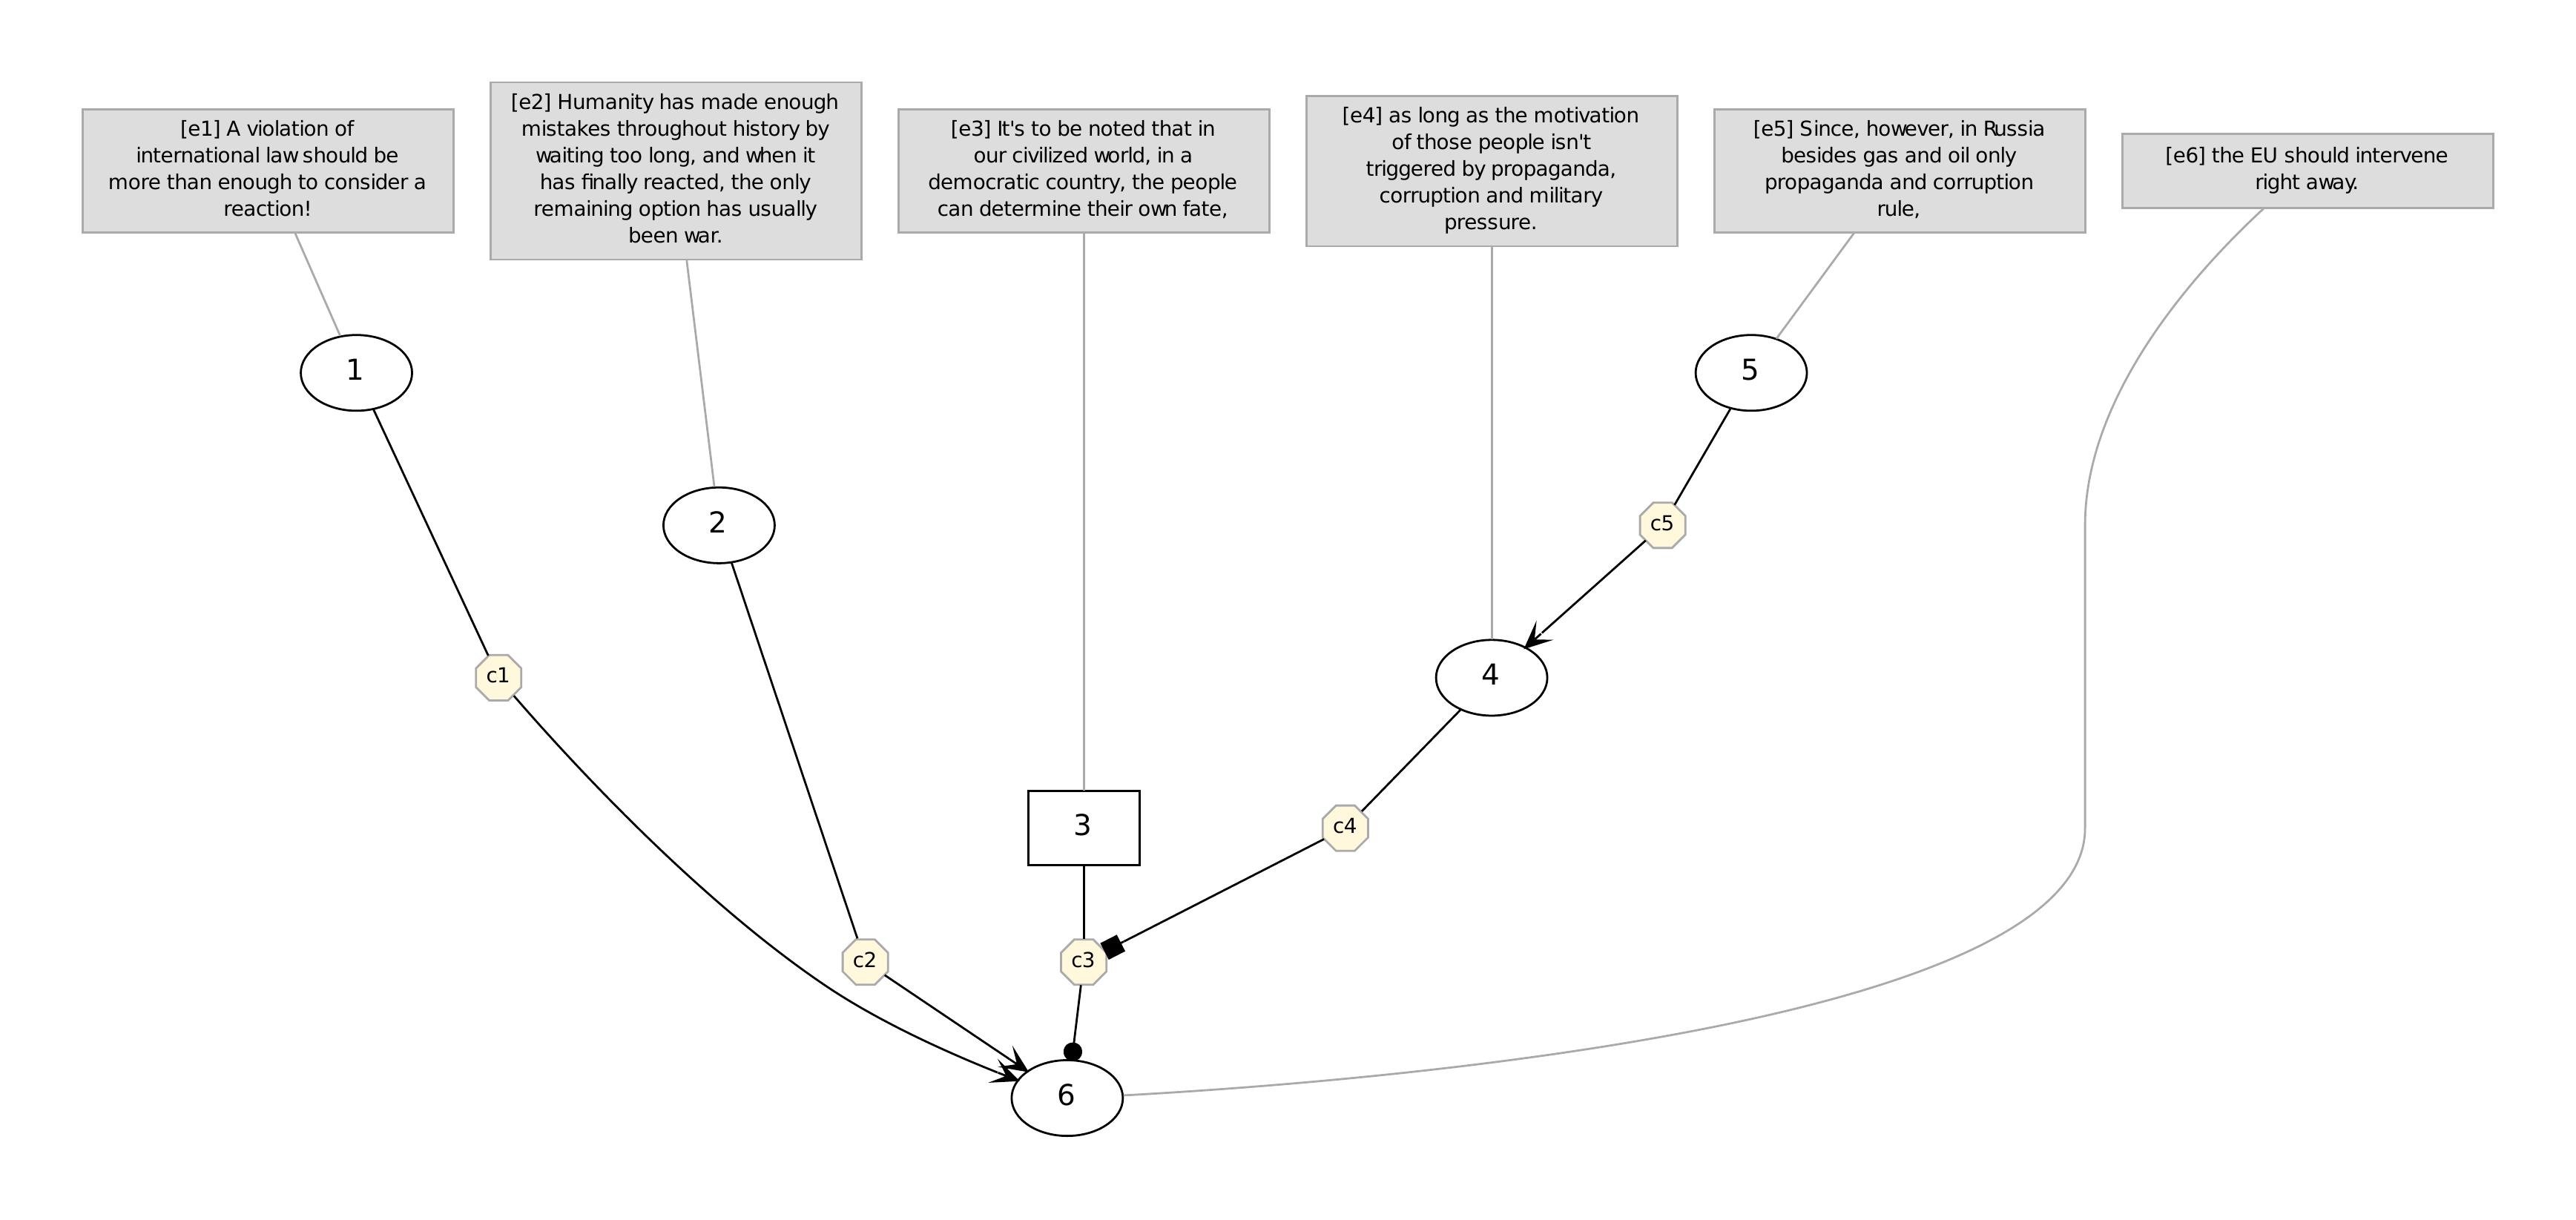 [e1] A violation of
international law should be
more than enough to consider a
reaction!
[e2] Humanity has made enough
mistakes throughout history by
waiting too long, and when it
has finally reacted, the only
remaining option has usually
been war.
[e3] It's to be noted that in
our civilized world, in a
democratic country, the people
can determine their own fate,
[e4] as long as the motivation
of those people isn't
triggered by propaganda,
corruption and military
pressure.
[e5] Since, however, in Russia
besides gas and oil only
propaganda and corruption
rule,
[e6] the EU should intervene
right away.
1
5
2
c5
c1
4
3
c4
c2
c3
6